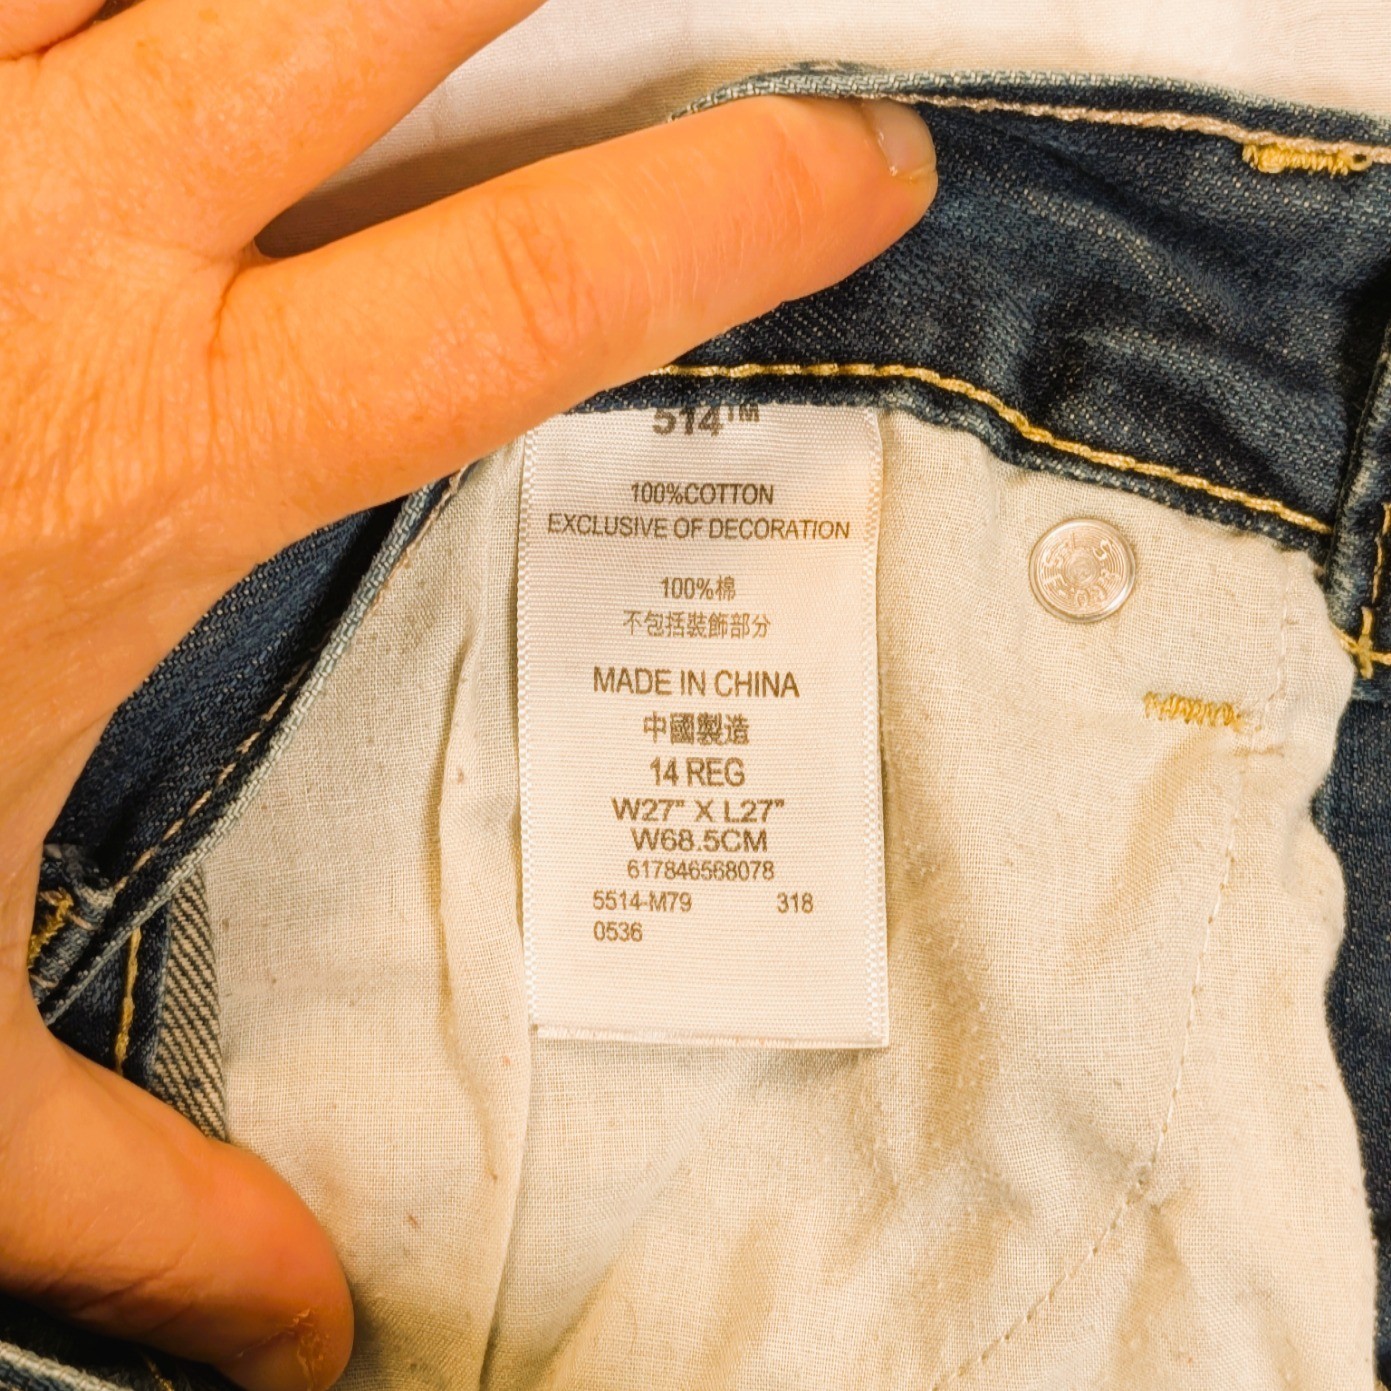 514™
100%COTTON
EXCLUSIVE OF DECORATION
100%棉
不包括裝飾部分
MADE IN CHINA
中國製造
14 REG
W27" X L27"
W68.5CM
617846568078
5514-M79 318
0536